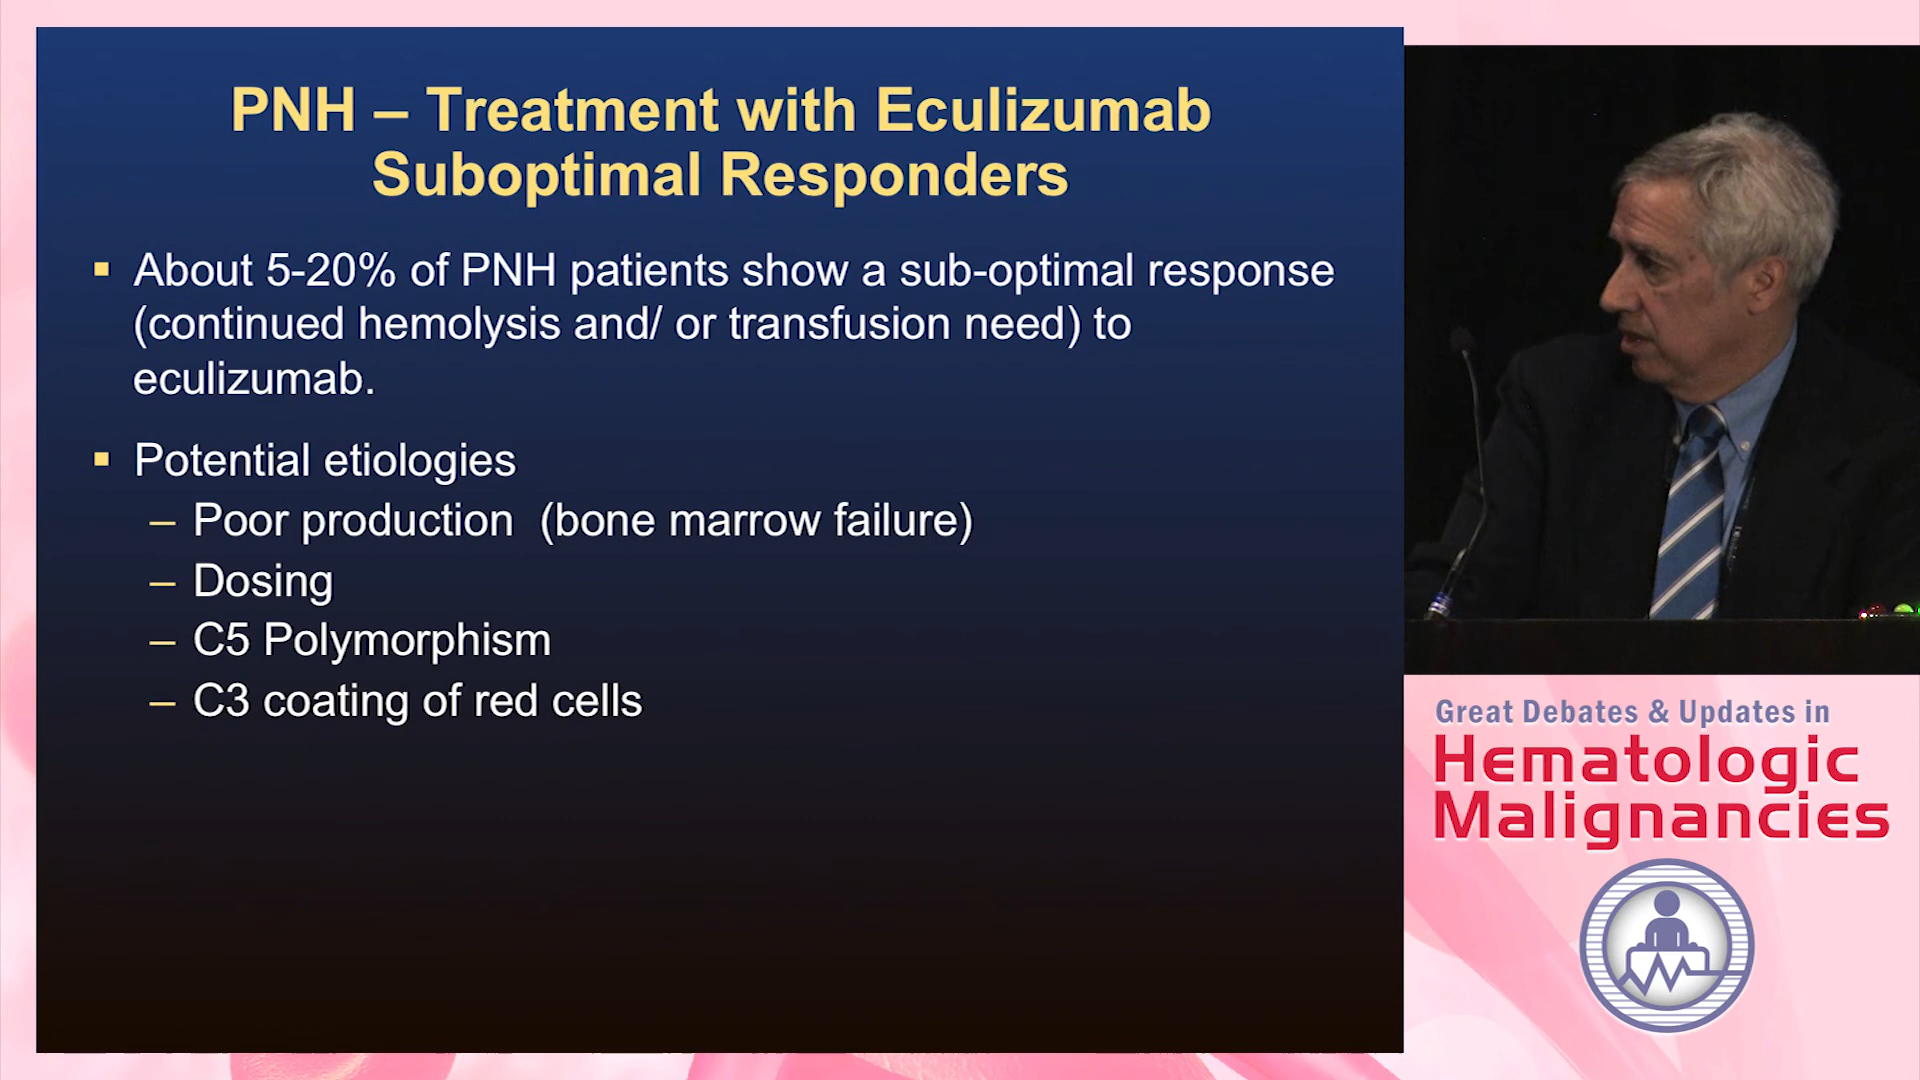 PNH – Treatment with Eculizumab
Suboptimal Responders
▪ About 5-20% of PNH patients show a sub-optimal response
(continued hemolysis and/ or transfusion need) to
eculizumab.
▪ Potential etiologies
– Poor production  (bone marrow failure)
– Dosing
– C5 Polymorphism
– C3 coating of red cells
Great Debates & Updates in
Hematologic
Malignancies